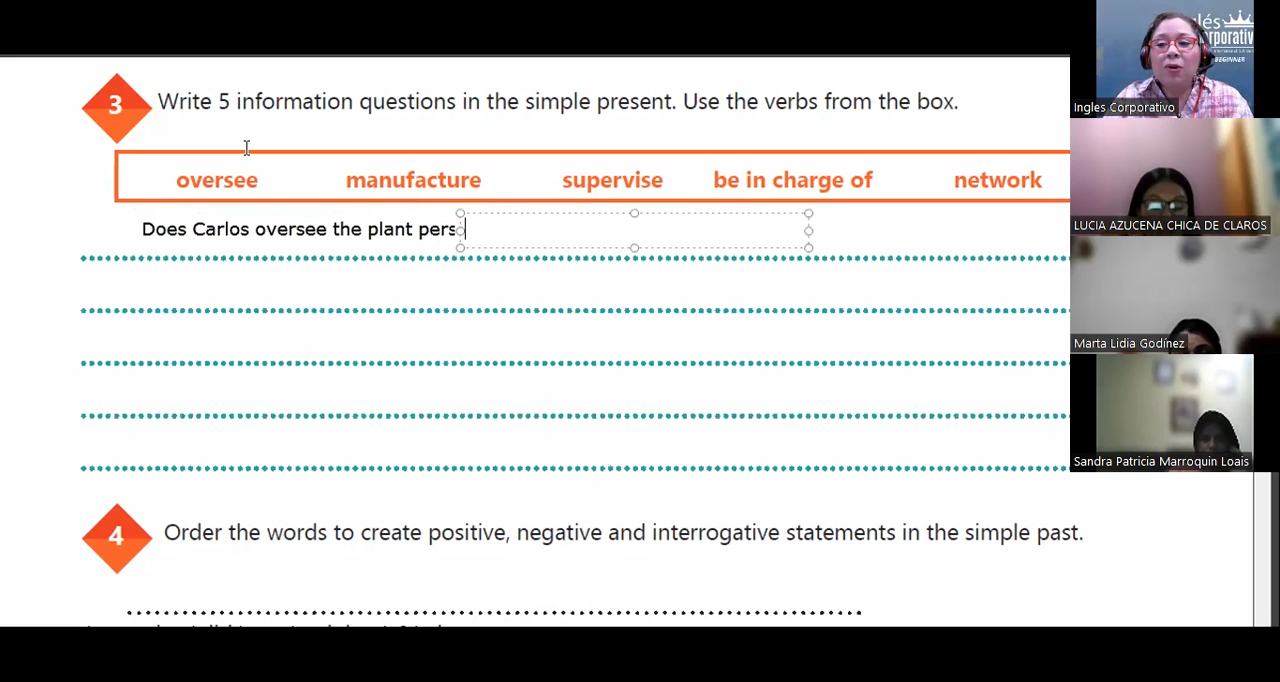 3 Write 5 information questions in the simple present. Use the verbs from the box.
oversee manufacture supervise be in charge of network
Does Carlos oversee the plant pers
4 Order the words to create positive, negative and interrogative statements in the simple past.
BEGINNER
Ingles Corporativo
LUCIA AZUCENA CHICA DE CLAROS
Marta Lidia Godínez
Sandra Patricia Marroquin Loais